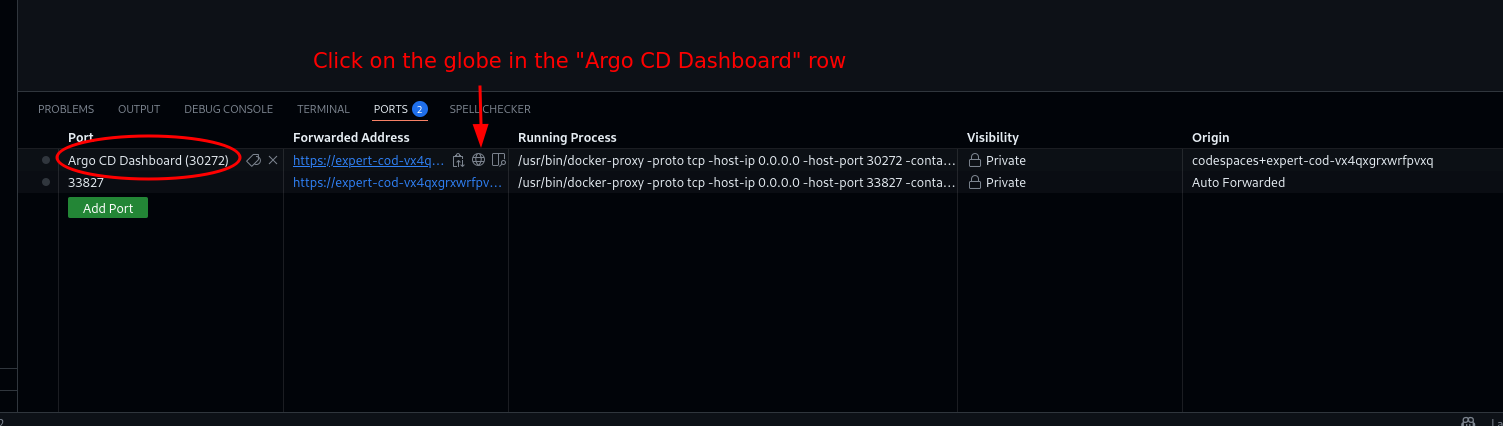 Click on the globe in the "Argo CD Dashboard" row
PROBLEMS OUTPUT DEBUG CONSOLE TERMINAL PORTS 2 SPELL CHECKER
Port Forwarded Address Running Process Visibility Origin
Argo CD Dashboard (30272) https://expert-cod-vx4q... /usr/bin/docker-proxy -proto tcp -host-ip 0.0.0.0 -host-port 30272 -conta... Private codespaces+expert-cod-vx4qxgrxwrfpvxq
33827 https://expert-cod-vx4qxgrxwrfpv... /usr/bin/docker-proxy -proto tcp -host-ip 0.0.0.0 -host-port 33827 -conta... Private Auto Forwarded
Add Port